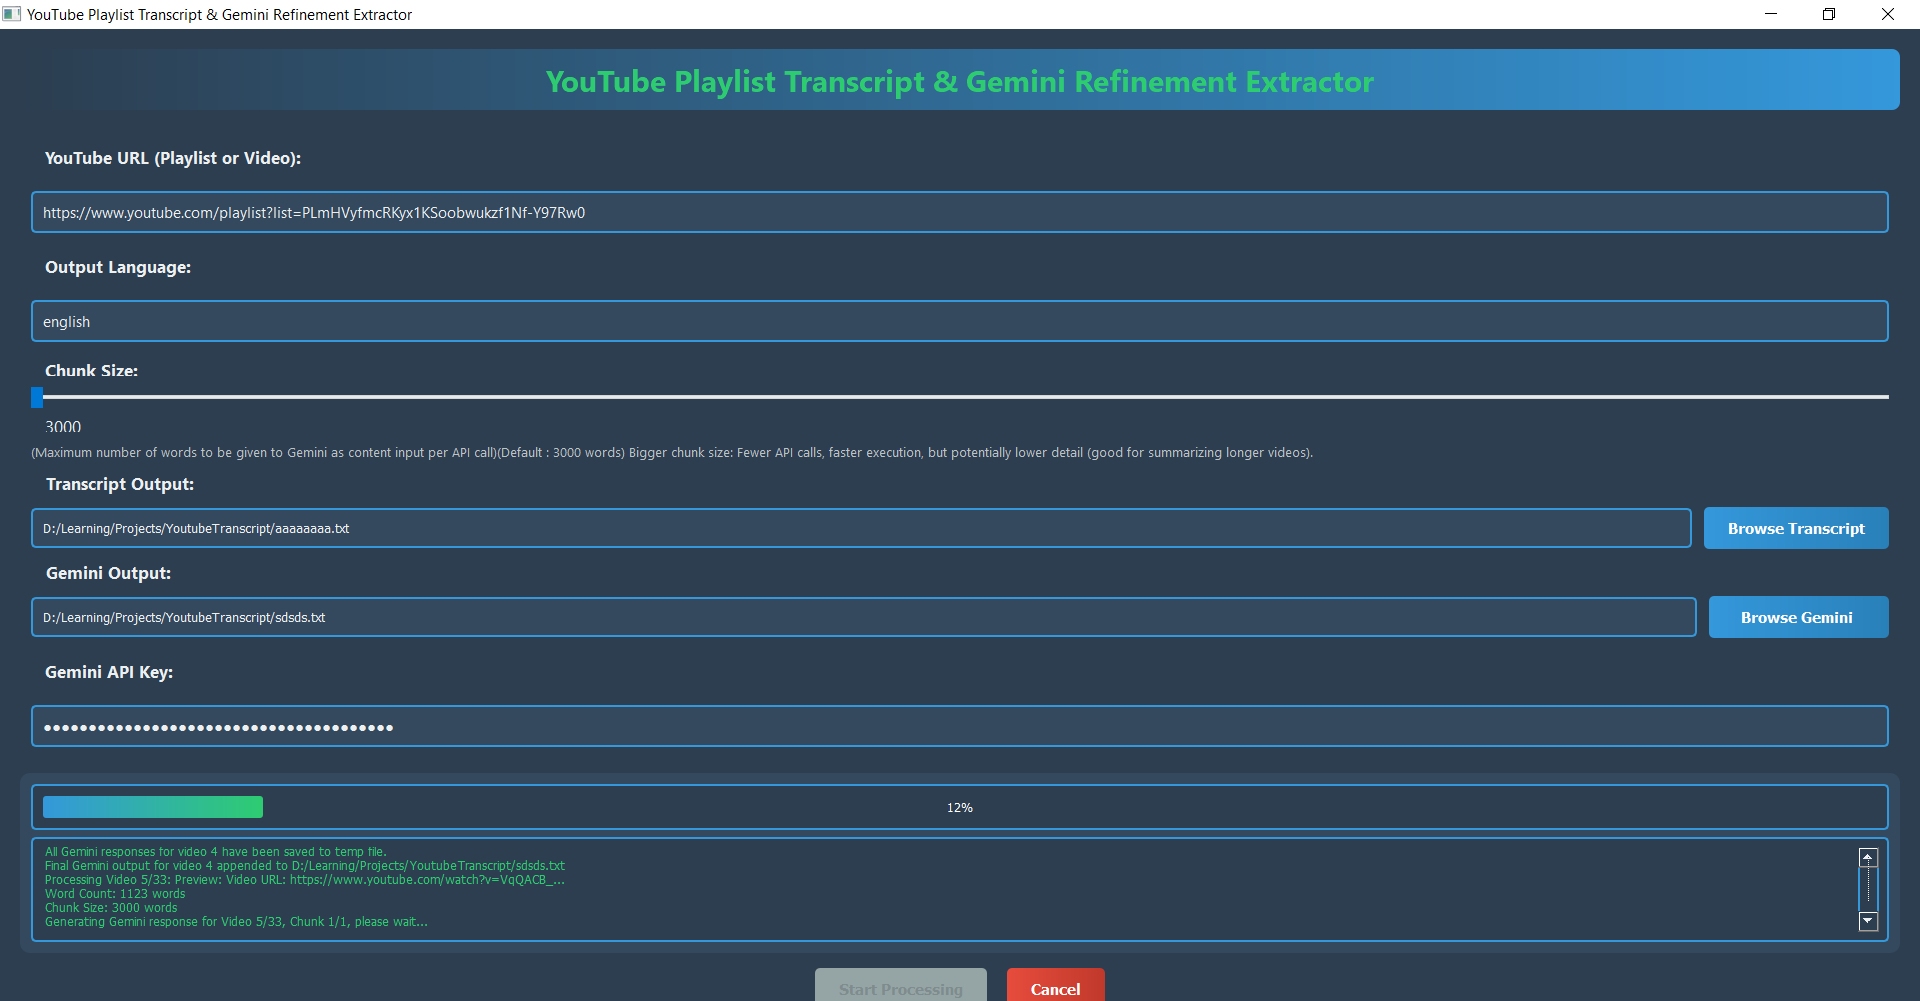 YouTube Playlist Transcript & Gemini Refinement Extractor
YouTube Playlist Transcript & Gemini Refinement Extractor
YouTube URL (Playlist or Video):
https://www.youtube.com/playlist?list=PLmHVyfmcRKyx1KSoobwukzf1Nf-Y97Rw0
Output Language:
english
Chunk Size:
3000
(Maximum number of words to be given to Gemini as content input per API call)(Default : 3000 words) Bigger chunk size: Fewer API calls, faster execution, but potentially lower detail (good for summarizing longer videos).
Transcript Output:
D:/Learning/Projects/YoutubeTranscript/aaaaaaaa.txt
Browse Transcript
Gemini Output:
D:/Learning/Projects/YoutubeTranscript/sdsds.txt
Browse Gemini
Gemini API Key:
12%
All Gemini responses for video 4 have been saved to temp file.
Final Gemini output for video 4 appended to D:/Learning/Projects/YoutubeTranscript/sdsds.txt
Processing Video 5/33: Preview: Video URL: https://www.youtube.com/watch?v=VqQACB_...
Word Count: 1123 words
Chunk Size: 3000 words
Generating Gemini response for Video 5/33, Chunk 1/1, please wait...
Start Processing
Cancel